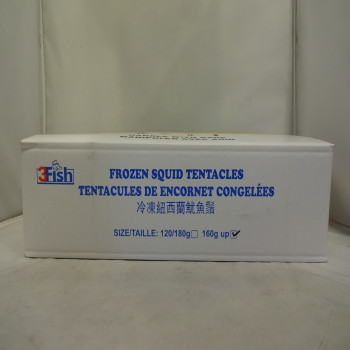 3Fish
FROZEN SQUID TENTACLES
TENTACULES DE ENCORNET CONGELÉES
冷凍紐西蘭魷魚鬚
SIZE/TAILLE: 120/180g☐ 160g up☑